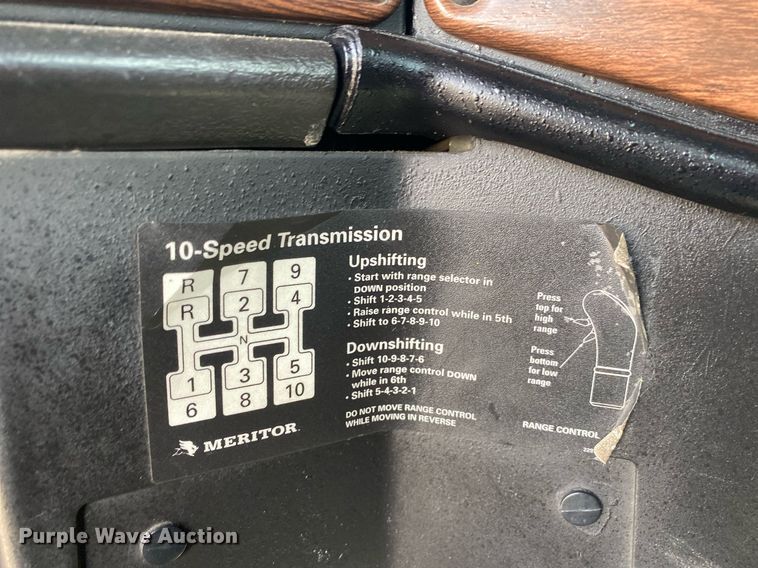 10-Speed Transmission
R 7 9
R 2 4
N
1 3 5
6 8 10
MERITOR
Upshifting
• Start with range selector in
DOWN position
• Shift 1-2-3-4-5
• Raise range control while in 5th
• Shift to 6-7-8-9-10
Downshifting
• Shift 10-9-8-7-6
• Move range control DOWN
while in 6th
• Shift 5-4-3-2-1
DO NOT MOVE RANGE CONTROL
WHILE MOVING IN REVERSE
Press
top for
high
range
Press
bottom
for low
range
RANGE CONTROL
Purple Wave Auction